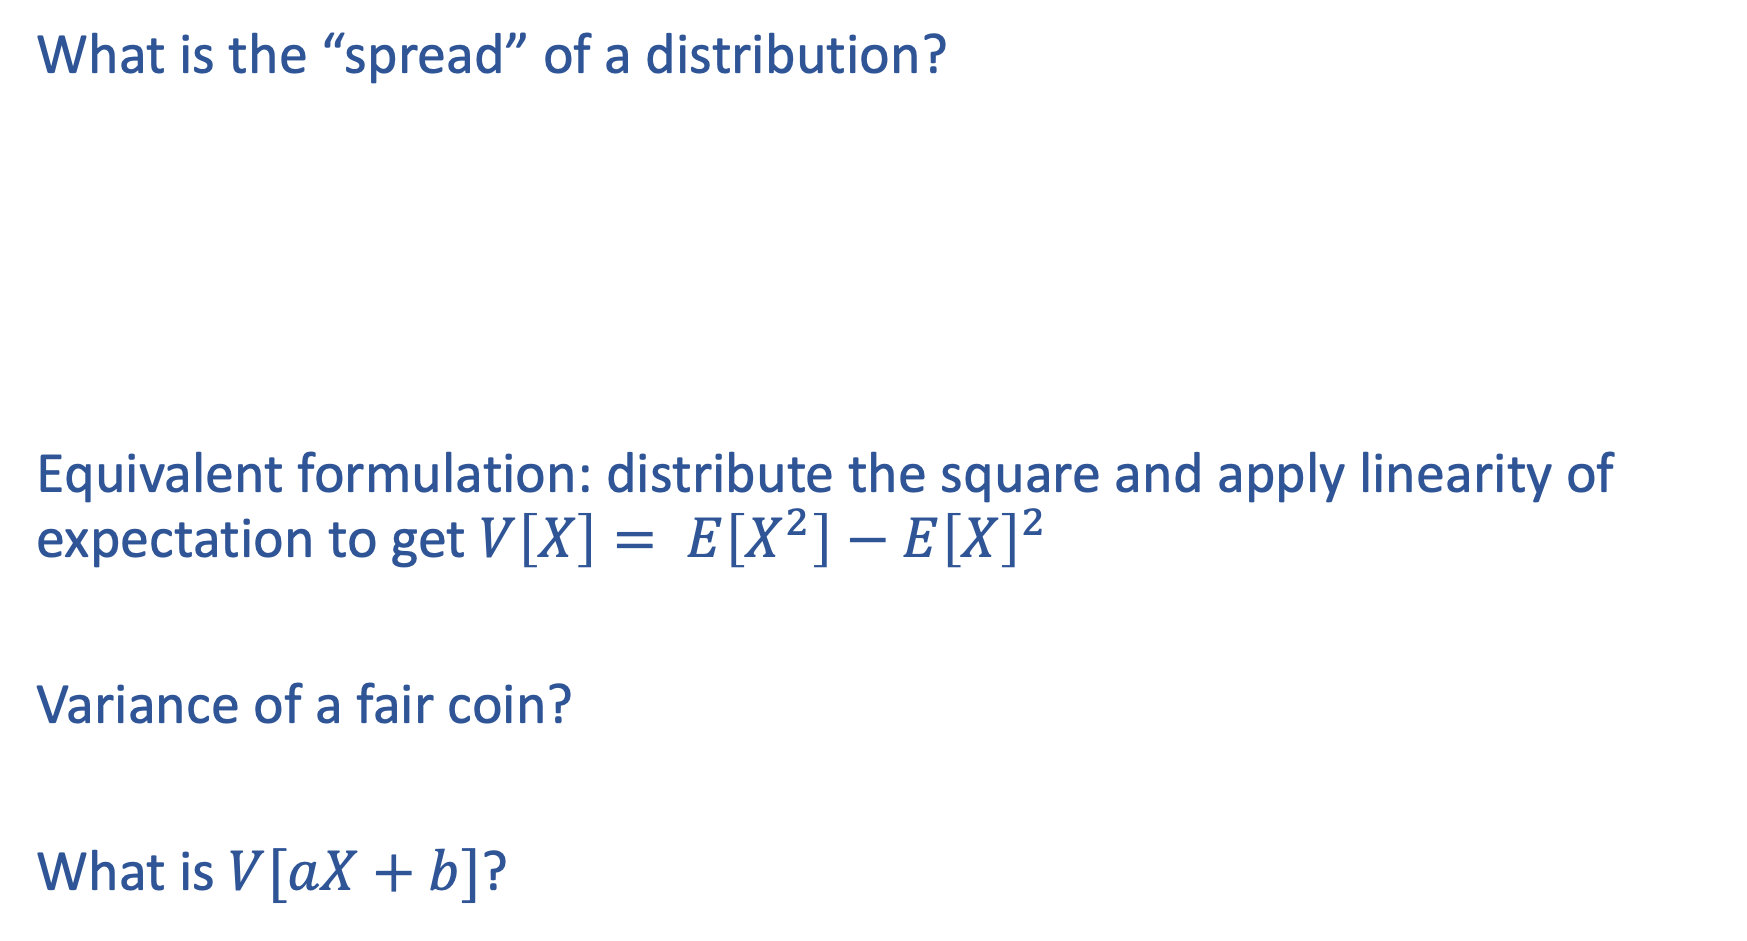 What is the “spread” of a distribution?
Equivalent formulation: distribute the square and apply linearity of
expectation to get V[X] = E[X²] − E[X]²
Variance of a fair coin?
What is V[aX + b]?